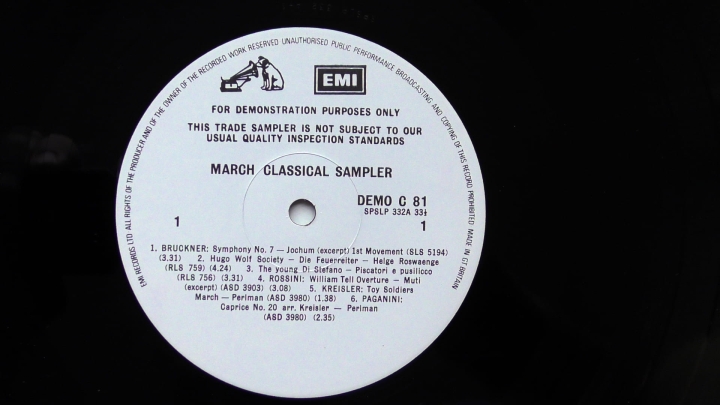 EMI RECORDS LTD ALL RIGHTS OF THE PRODUCER AND OF THE OWNER OF THE RECORDED WORK RESERVED UNAUTHORISED PUBLIC PERFORMANCE BROADCASTING AND COPYING OF THIS RECORD PROHIBITED MADE IN GT BRITAIN
EMI
FOR DEMONSTRATION PURPOSES ONLY
THIS TRADE SAMPLER IS NOT SUBJECT TO OUR
USUAL QUALITY INSPECTION STANDARDS
MARCH CLASSICAL SAMPLER
DEMO C 81
SPSLP 332A 33⅓
1
1
1. BRUCKNER: Symphony No. 7 – Jochum (excerpt) 1st Movement (SLS 5194)
(3.31) 2. Hugo Wolf Society – Die Feuerreiter – Helge Roswaenge
(RLS 759) (4.24) 3. The young Di Stefano – Piscatori e pusilicco
(RLS 756) (3.31) 4. ROSSINI: William Tell Overture – Muti
(excerpt) (ASD 3903) (3.08) 5. KREISLER: Toy Soldiers
March – Perlman (ASD 3980) (1.38) 6. PAGANINI:
Caprice No. 20 arr. Kreisler – Perlman
(ASD 3980) (2.35)